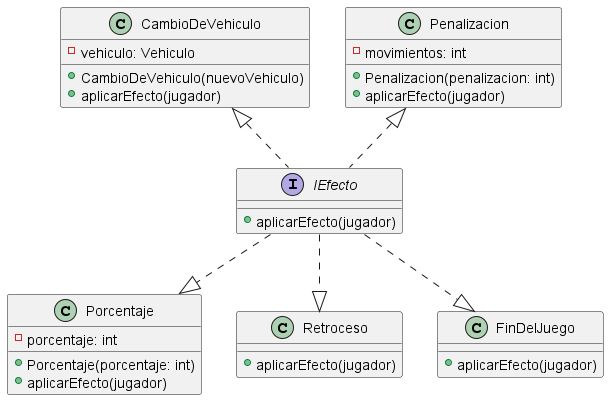 C CambioDeVehiculo
vehiculo: Vehiculo
CambioDeVehiculo(nuevoVehiculo)
aplicarEfecto(jugador)
C Penalizacion
movimientos: int
Penalizacion(penalizacion: int)
aplicarEfecto(jugador)
I IEfecto
aplicarEfecto(jugador)
C Porcentaje
porcentaje: int
Porcentaje(porcentaje: int)
aplicarEfecto(jugador)
C Retroceso
aplicarEfecto(jugador)
C FinDelJuego
aplicarEfecto(jugador)